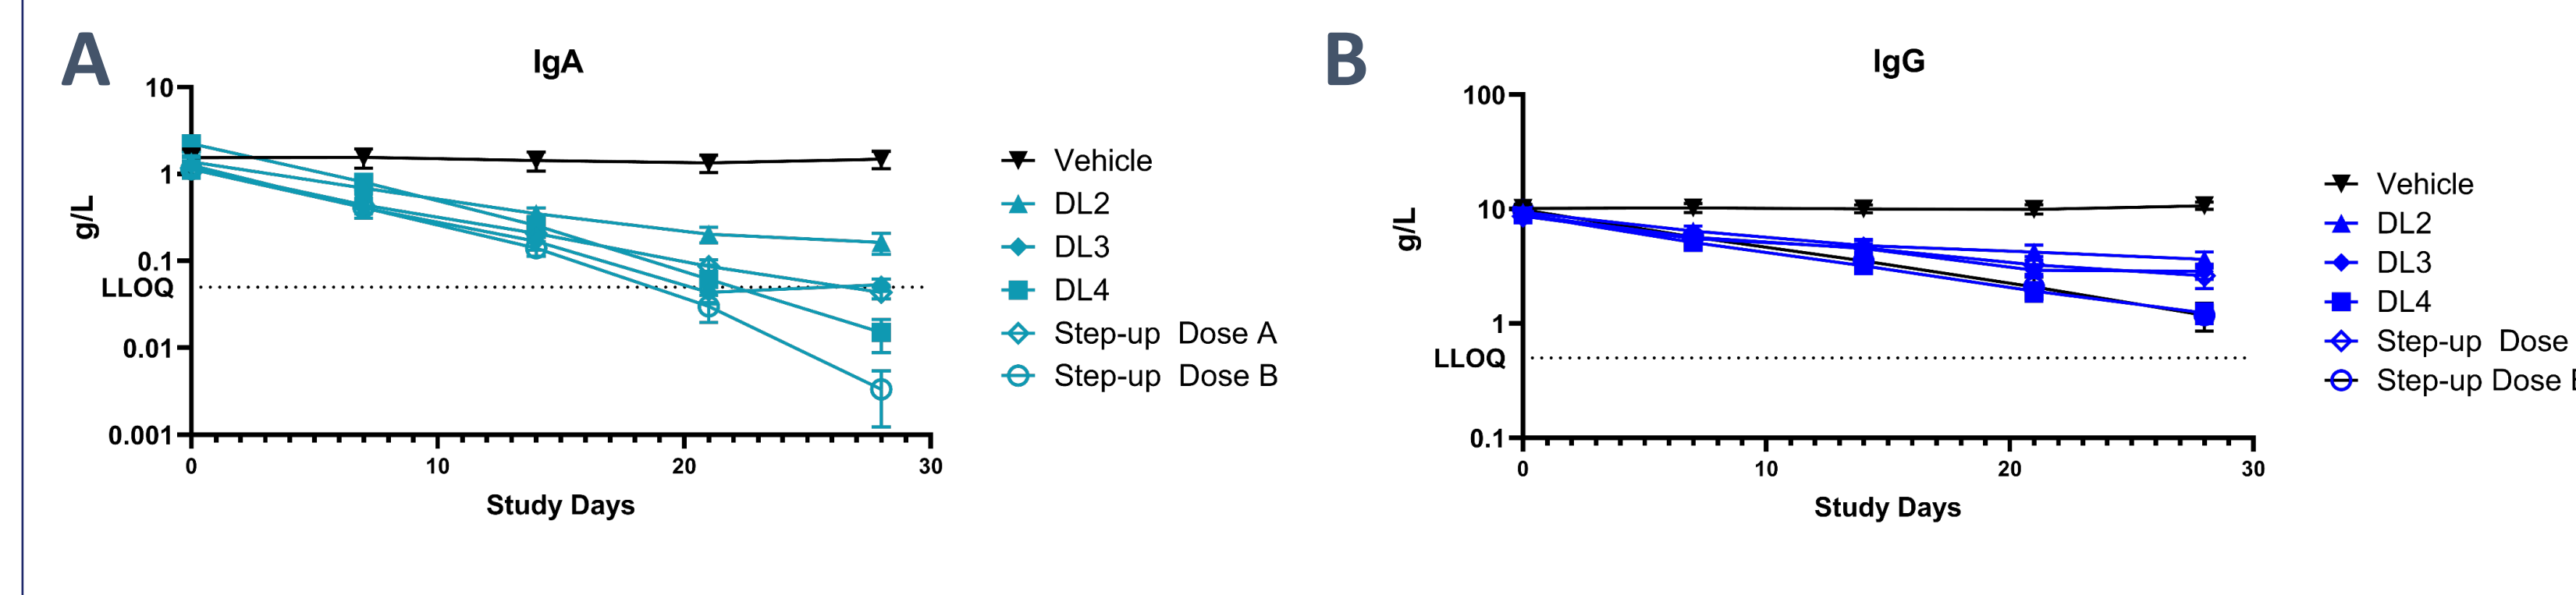 A
IgA
10
1
0.1
LLOQ
0.01
0.001
g/L
0
10
20
30
Study Days
Vehicle
DL2
DL3
DL4
Step-up Dose A
Step-up Dose B
B
IgG
100
10
1
LLOQ
0.1
g/L
0
10
20
30
Study Days
Vehicle
DL2
DL3
DL4
Step-up Dose
Step-up Dose